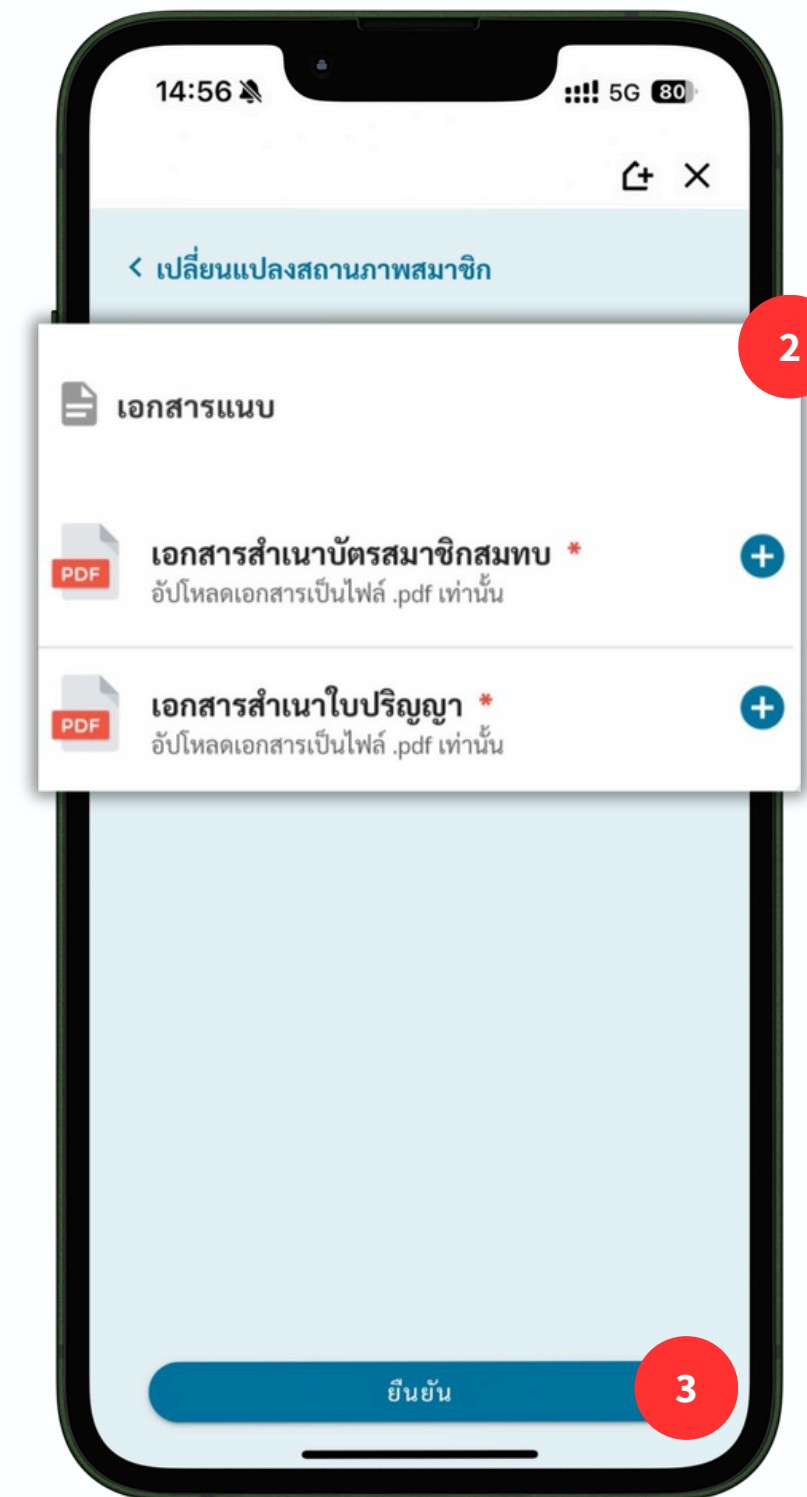 14:56
5G 80
เปลี่ยนแปลงสถานภาพสมาชิก
2
เอกสารแนบ
PDF
เอกสารสำเนาบัตรสมาชิกสมทบ *
อัปโหลดเอกสารเป็นไฟล์ .pdf เท่านั้น
PDF
เอกสารสำเนาใบปริญญา *
อัปโหลดเอกสารเป็นไฟล์ .pdf เท่านั้น
ยืนยัน
3